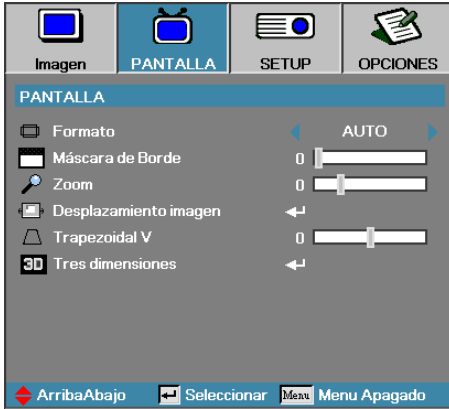 Imagen PANTALLA SETUP OPCIONES
PANTALLA
Formato AUTO
Máscara de Borde 0
Zoom 0
Desplazamiento imagen
Trapezoidal V 0
3D Tres dimensiones
ArribaAbajo Seleccionar Menu Menu Apagado